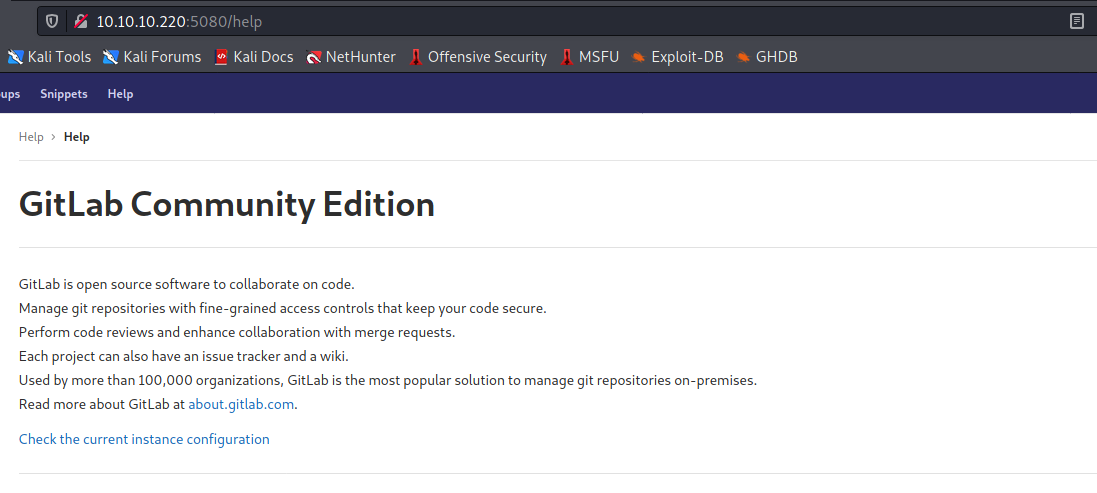 10.10.10.220:5080/help
Kali Tools Kali Forums Kali Docs NetHunter Offensive Security MSFU Exploit-DB GHDB
ups Snippets Help
Help › Help
GitLab Community Edition
GitLab is open source software to collaborate on code.
Manage git repositories with fine-grained access controls that keep your code secure.
Perform code reviews and enhance collaboration with merge requests.
Each project can also have an issue tracker and a wiki.
Used by more than 100,000 organizations, GitLab is the most popular solution to manage git repositories on-premises.
Read more about GitLab at about.gitlab.com.
Check the current instance configuration